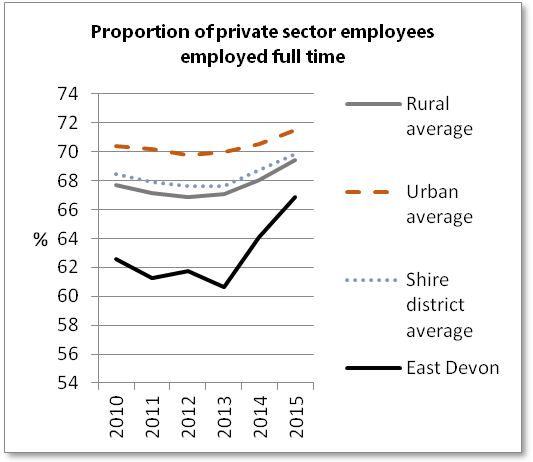 Proportion of private sector employees
employed full time
74
72
70
68
66
64
62
60
58
56
54
%
2010
2011
2012
2013
2014
2015
Rural
average
Urban
average
Shire
district
average
East Devon